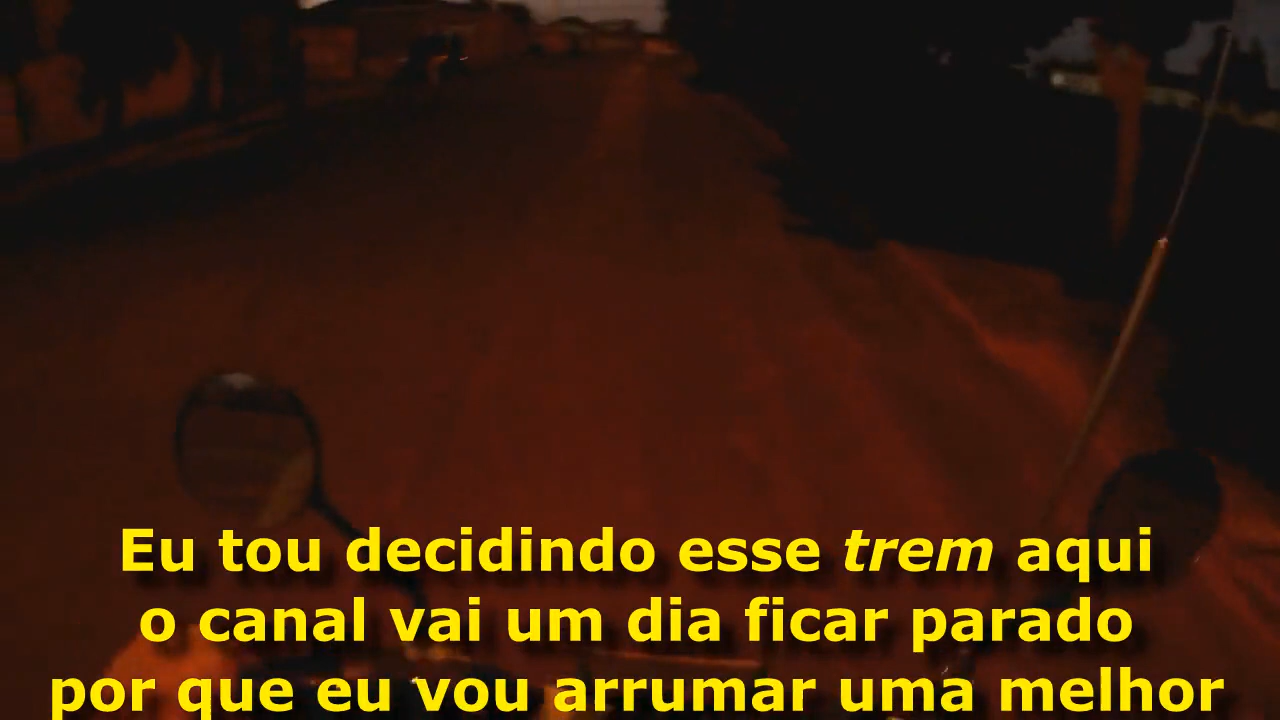 Eu tou decidindo esse trem aqui
o canal vai um dia ficar parado
por que eu vou arrumar uma melhor